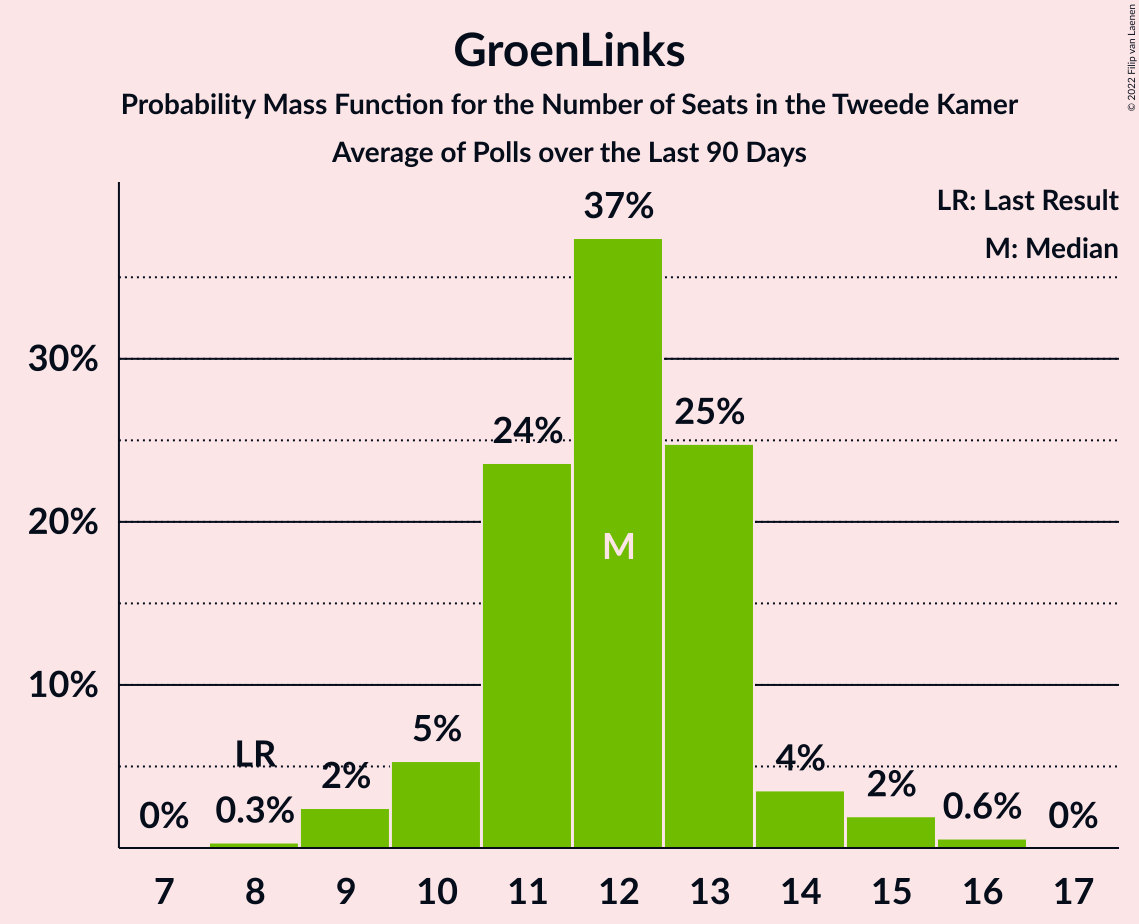 GroenLinks
Probability Mass Function for the Number of Seats in the Tweede Kamer
Average of Polls over the Last 90 Days
© 2022 Filip van Laenen
LR: Last Result
M: Median
37%
30%
25%
24%
20%
M
10%
5%
LR
4%
2%
2%
0%
0.3%
0.6%
0%
7 8 9 10 11 12 13 14 15 16 17